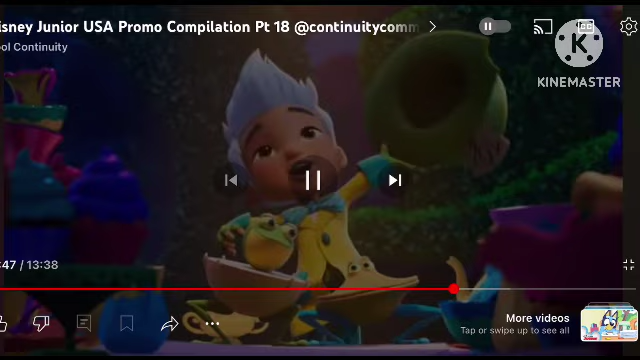 isney Junior USA Promo Compilation Pt 18 @continuitycomm
ol Continuity
KINEMASTER
K
:47 / 13:38
More videos
Tap or swipe up to see all